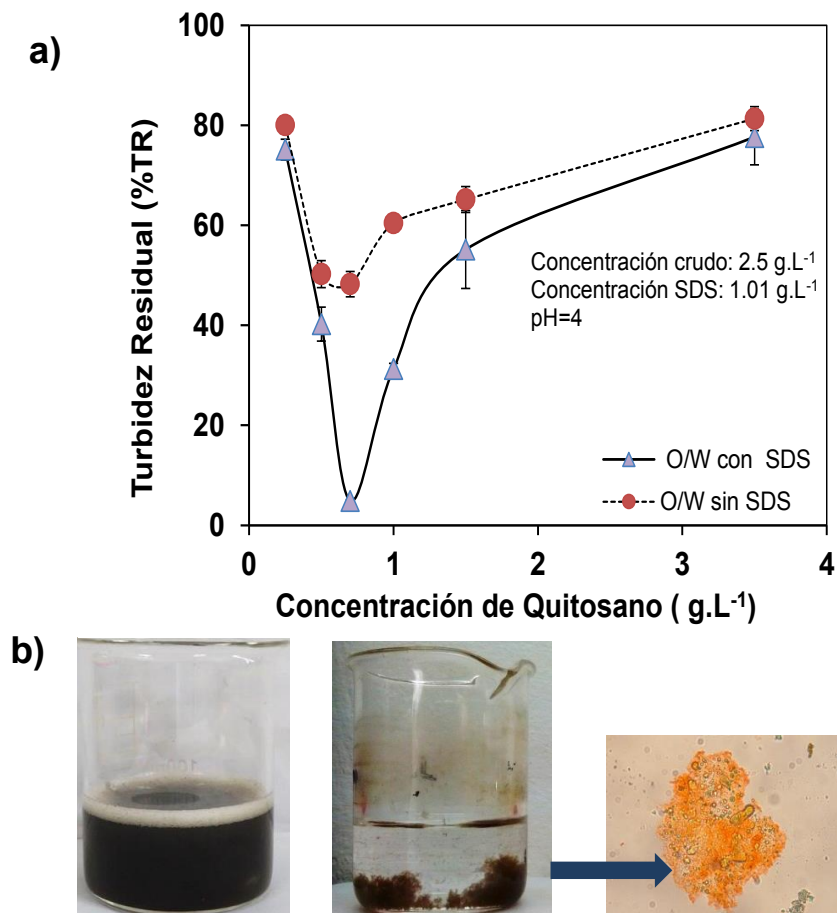 a)
Turbidez Residual (%TR)
100
80
60
40
20
0
Concentración crudo: 2.5 g.L⁻¹
Concentración SDS: 1.01 g.L⁻¹
pH=4
O/W con SDS
O/W sin SDS
0 1 2 3 4
Concentración de Quitosano ( g.L⁻¹)
b)